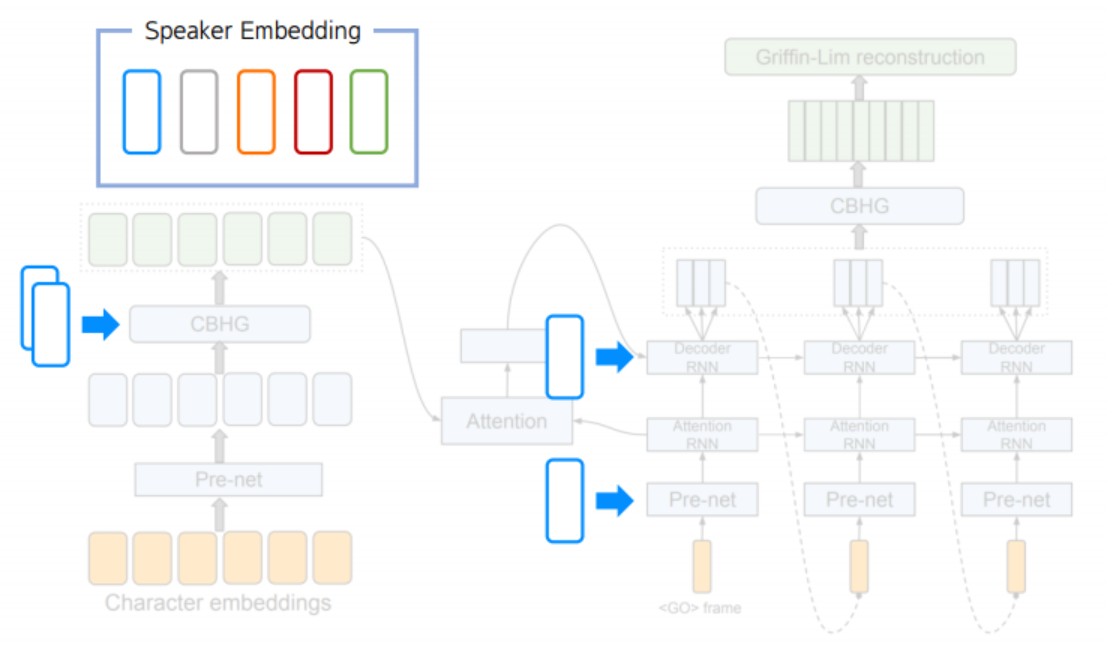 Speaker Embedding
Griffin-Lim reconstruction
CBHG
CBHG
Decoder
RNN
Decoder
RNN
Decoder
RNN
Attention
Attention
RNN
Attention
RNN
Attention
RNN
Pre-net
Pre-net
Pre-net
Pre-net
Character embeddings
<GO> frame